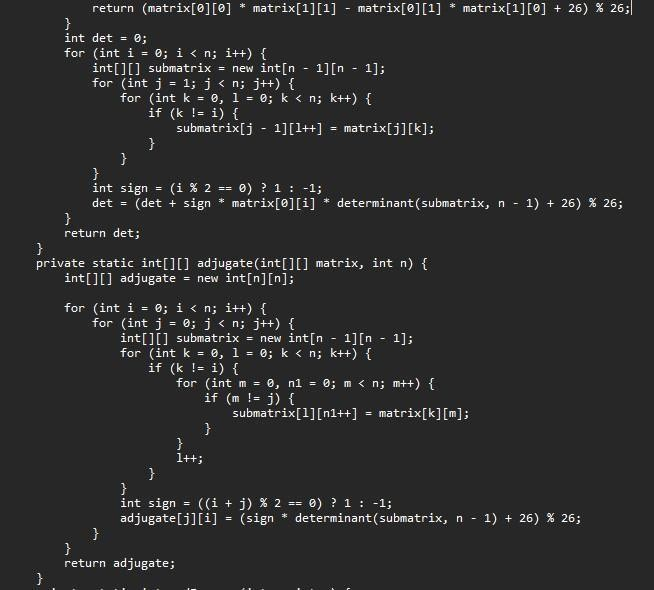 return (matrix[0][0] * matrix[1][1] - matrix[0][1] * matrix[1][0] + 26) % 26;
}
int det = 0;
for (int i = 0; i < n; i++) {
int[][] submatrix = new int[n - 1][n - 1];
for (int j = 1; j < n; j++) {
for (int k = 0, l = 0; k < n; k++) {
if (k != i) {
submatrix[j - 1][l++] = matrix[j][k];
}
}
}
int sign = (i % 2 == 0) ? 1 : -1;
det = (det + sign * matrix[0][i] * determinant(submatrix, n - 1) + 26) % 26;
}
return det;
}
private static int[][] adjugate(int[][] matrix, int n) {
int[][] adjugate = new int[n][n];
for (int i = 0; i < n; i++) {
for (int j = 0; j < n; j++) {
int[][] submatrix = new int[n - 1][n - 1];
for (int k = 0, l = 0; k < n; k++) {
if (k != i) {
for (int m = 0, n1 = 0; m < n; m++) {
if (m != j) {
submatrix[l][n1++] = matrix[k][m];
}
}
l++;
}
}
int sign = ((i + j) % 2 == 0) ? 1 : -1;
adjugate[j][i] = (sign * determinant(submatrix, n - 1) + 26) % 26;
}
}
return adjugate;
}